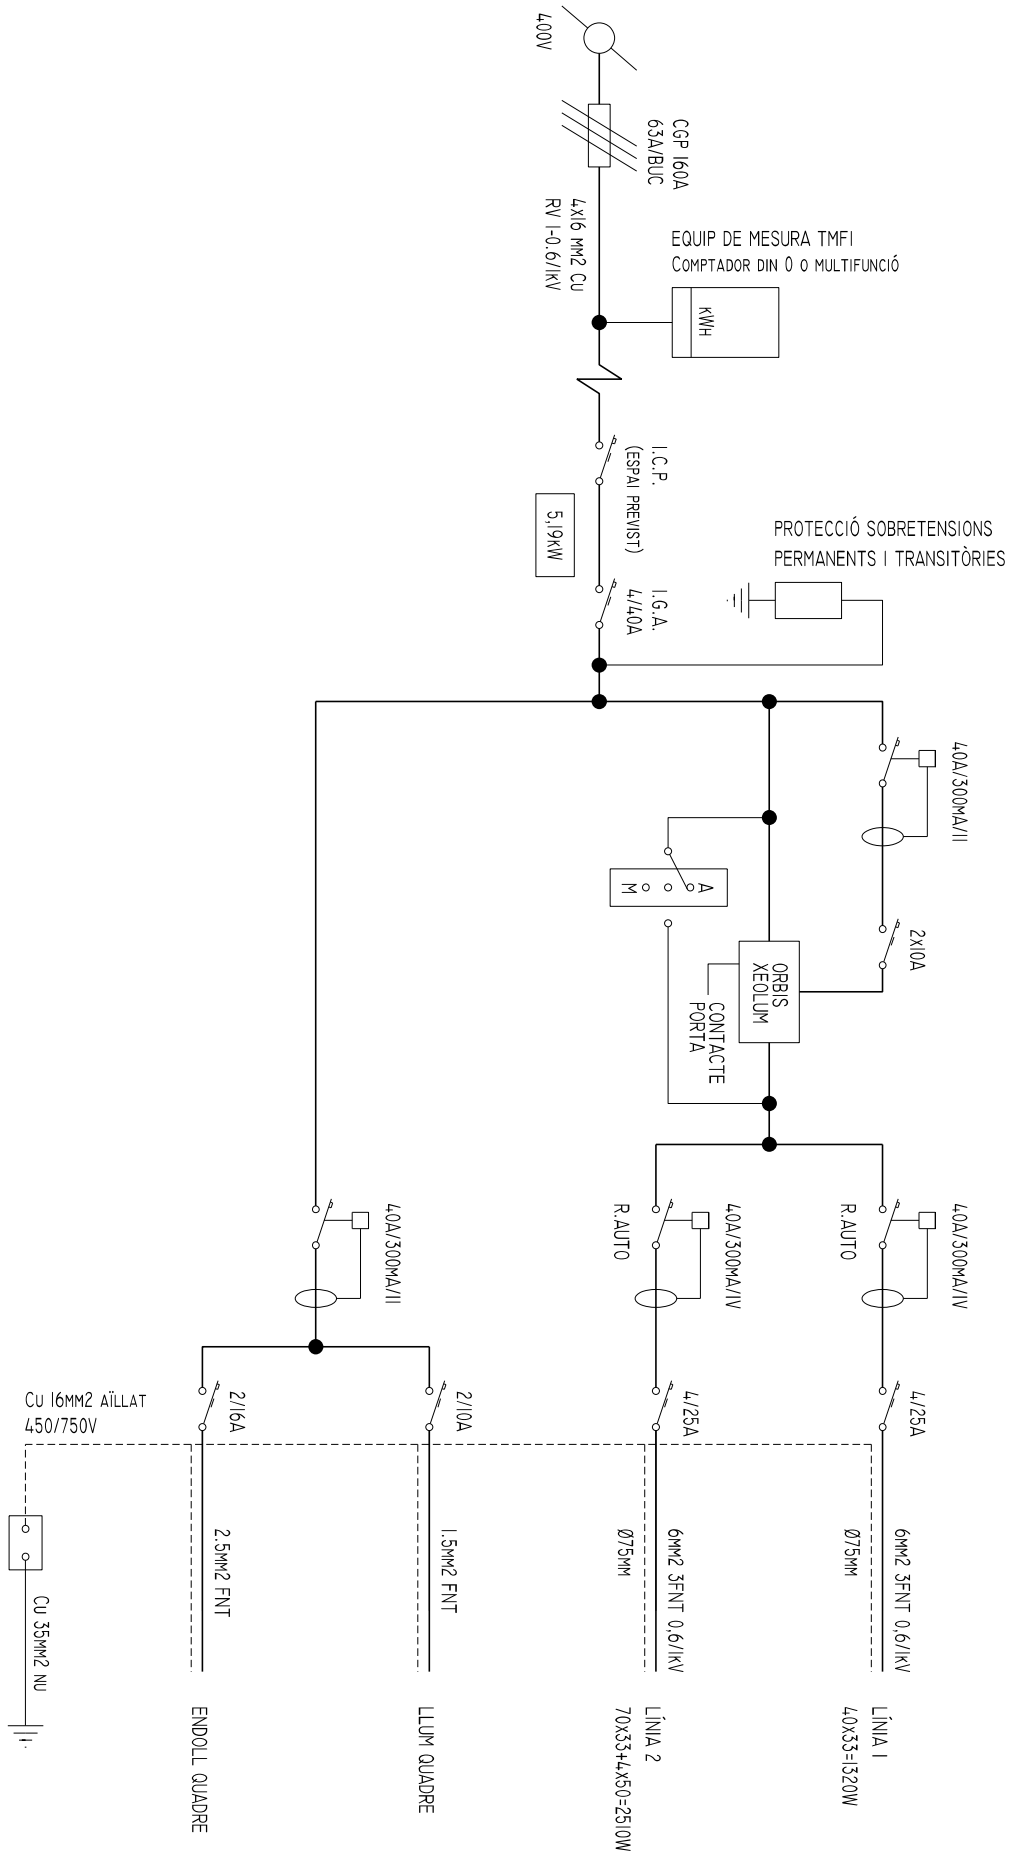 400V
CGP 160A
63A/BUC
4x16 MM2 CU
RV 1-0.6/1KV
EQUIP DE MESURA TMF1
COMPTADOR DIN 0 O MULTIFUNCIÓ
KWH
I.C.P.
(ESPAI PREVIST)
5,19KW
I.G.A.
4/40A
PROTECCIÓ SOBRETENSIONS
PERMANENTS I TRANSITÒRIES
40A/300MA/II
2x10A
A
M
ORBIS
XEOLUM
CONTACTE
PORTA
40A/300MA/IV
R.AUTO
4/25A
6MM2 3FNT 0,6/1KV
Ø75MM
LÍNIA 1
40x33=1320W
40A/300MA/IV
R.AUTO
4/25A
6MM2 3FNT 0,6/1KV
Ø75MM
LÍNIA 2
70x33+4x50=2510W
40A/300MA/II
2/10A
1.5MM2 FNT
LLUM QUADRE
2/16A
2.5MM2 FNT
ENDOLL QUADRE
CU 16MM2 AÏLLAT
450/750V
CU 35MM2 NU